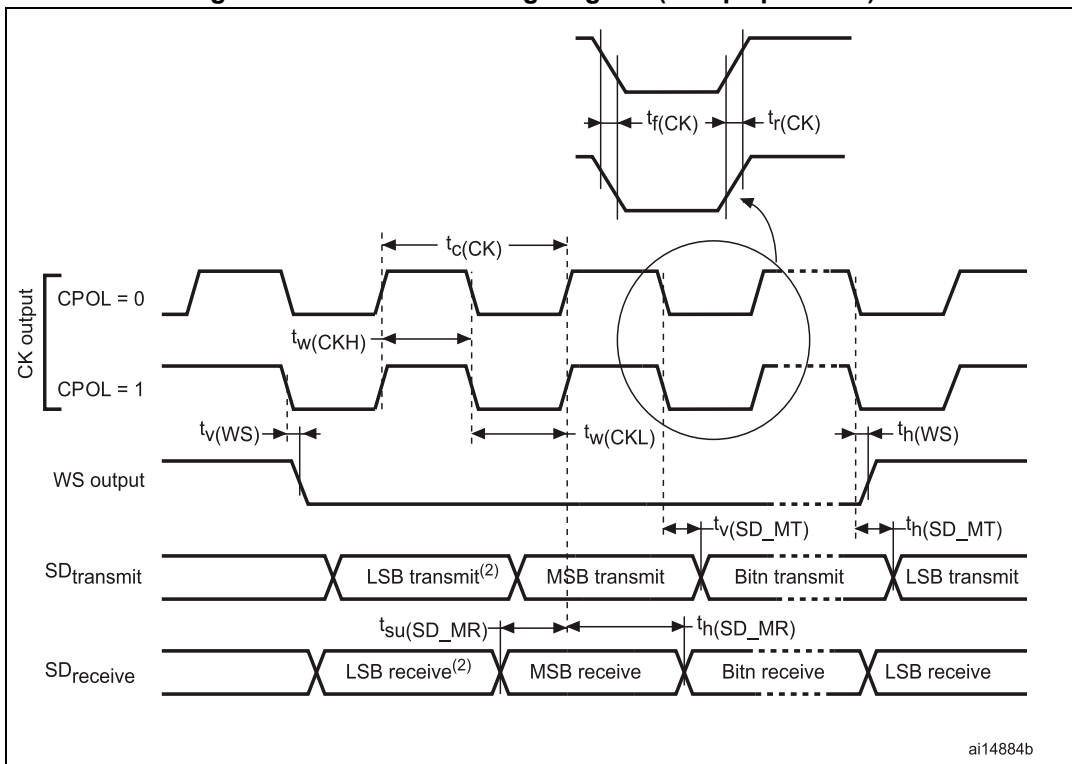 tf(CK)
tr(CK)
tc(CK)
CK output
CPOL = 0
tw(CKH)
CPOL = 1
tv(WS)
tw(CKL)
th(WS)
WS output
tv(SD_MT)
th(SD_MT)
SDtransmit
LSB transmit(2)
MSB transmit
Bitn transmit
LSB transmit
tsu(SD_MR)
th(SD_MR)
SDreceive
LSB receive(2)
MSB receive
Bitn receive
LSB receive
ai14884b